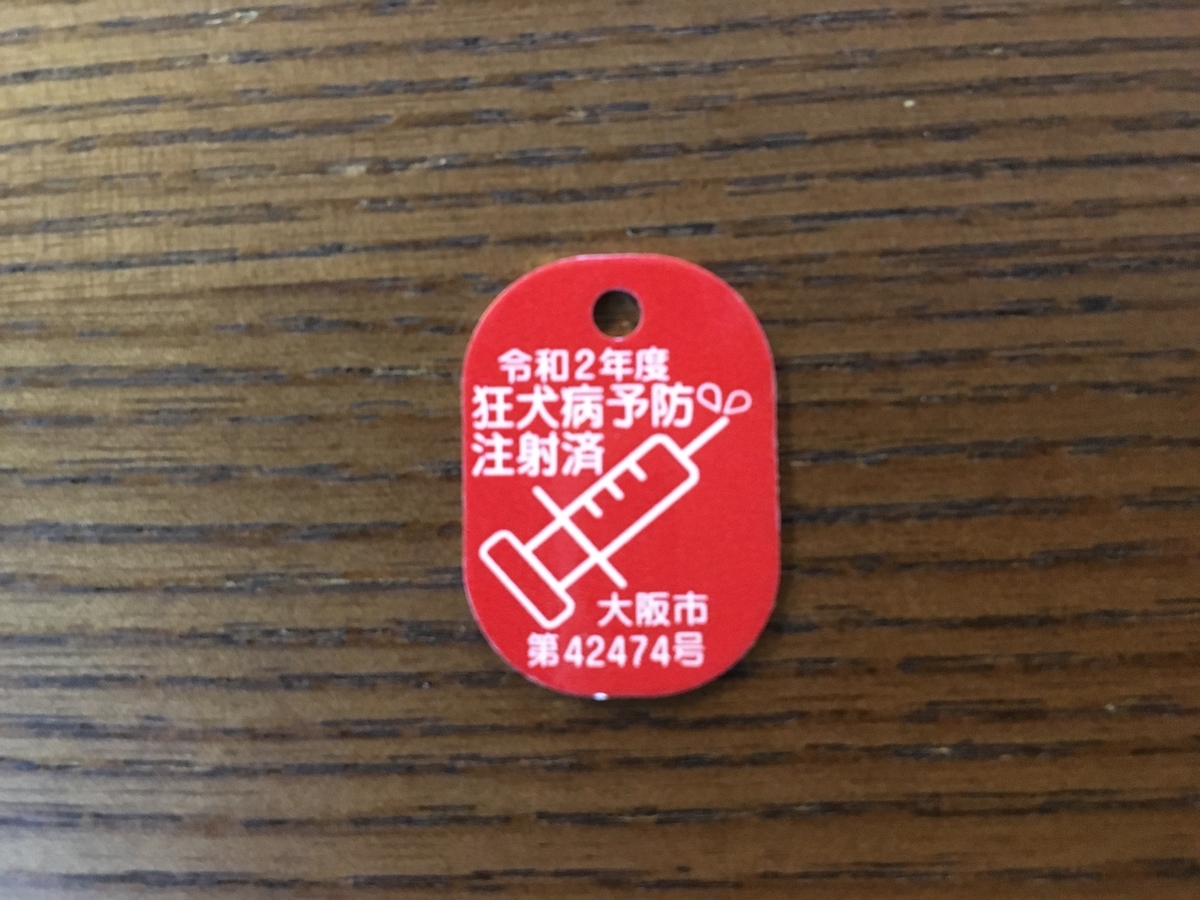 令和2年度
狂犬病予防
注射済
大阪市
第42474号